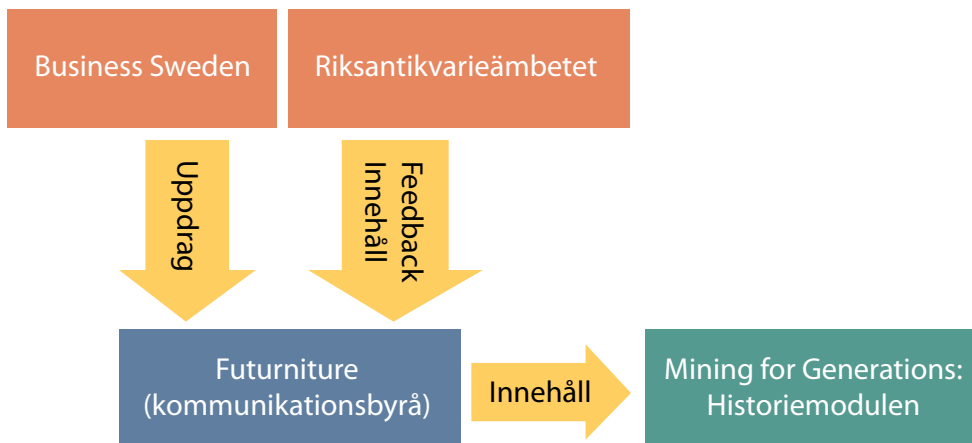 Business Sweden
Riksantikvarieämbetet
Uppdrag
Feedback
Innehåll
Futurniture
(kommunikationsbyrå)
Innehåll
Mining for Generations:
Historiemodulen